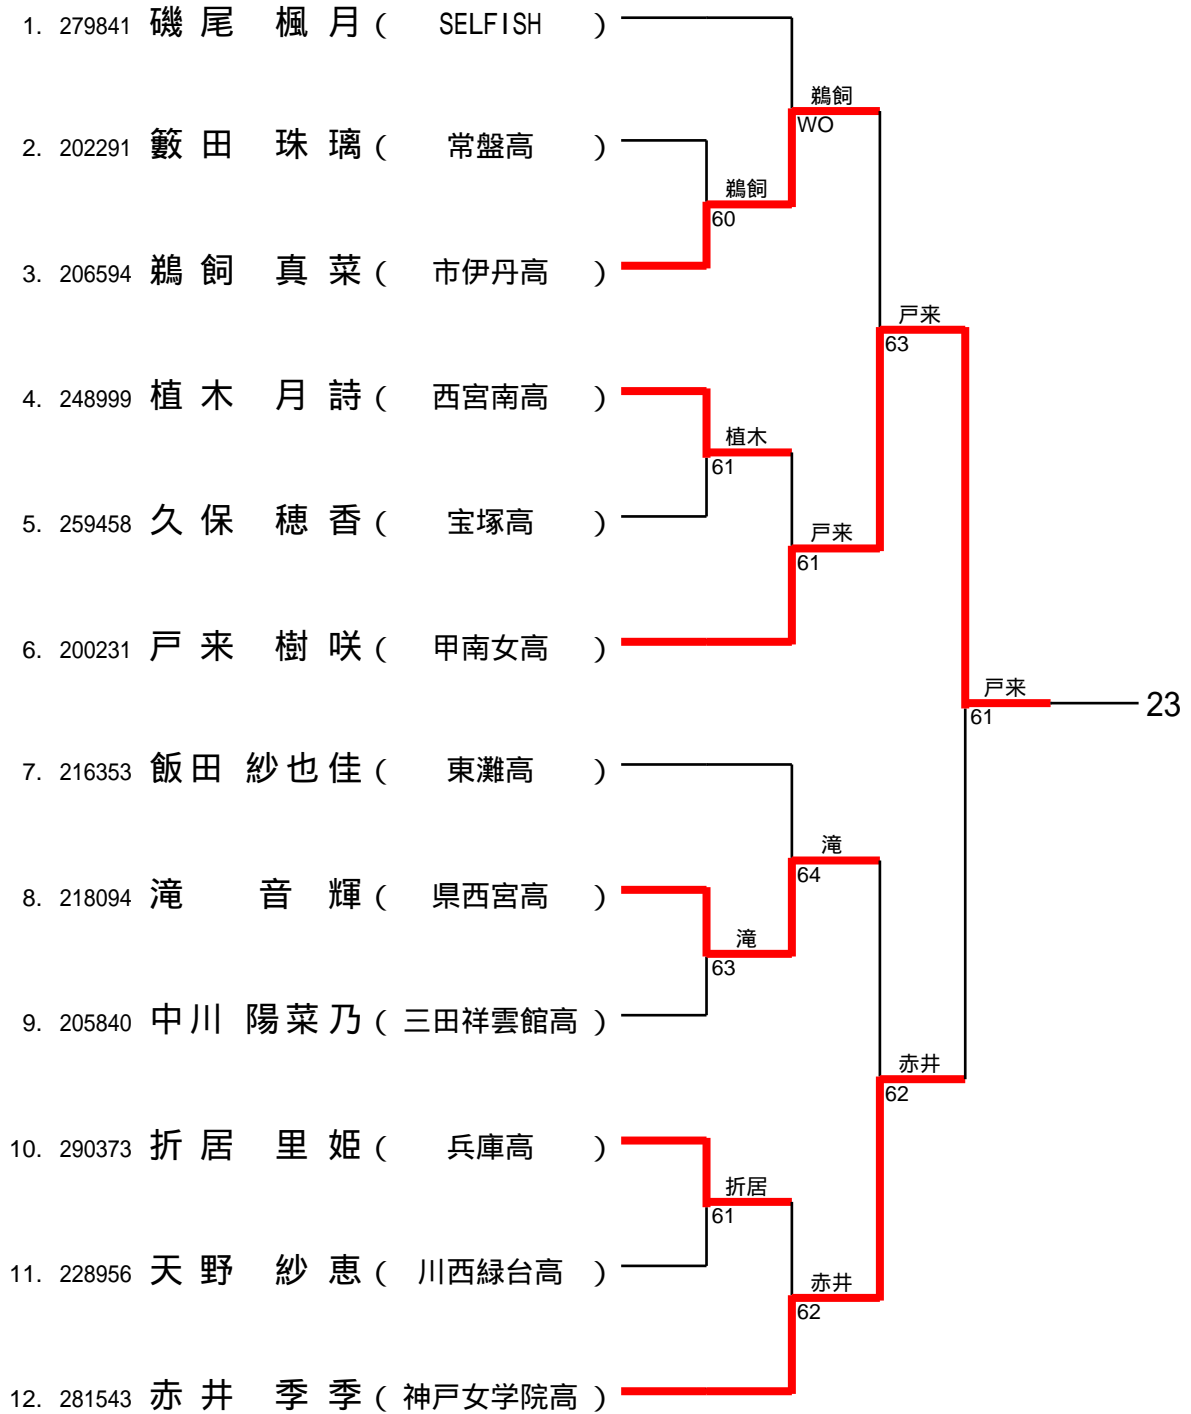 1. 279841 磯尾 楓月 ( SELFISH )
鵜飼
WO
2. 202291 籔田 珠璃 ( 常盤高 )
鵜飼
60
3. 206594 鵜飼 真菜 ( 市伊丹高 )
戸来
63
4. 248999 植木 月詩 ( 西宮南高 )
植木
61
5. 259458 久保 穂香 ( 宝塚高 )
戸来
61
6. 200231 戸来 樹咲 ( 甲南女高 )
戸来
61
23
7. 216353 飯田 紗也佳 ( 東灘高 )
滝
64
8. 218094 滝 音輝 ( 県西宮高 )
滝
63
9. 205840 中川 陽菜乃 ( 三田祥雲館高 )
赤井
62
10. 290373 折居 里姫 ( 兵庫高 )
折居
61
11. 228956 天野 紗恵 ( 川西緑台高 )
赤井
62
12. 281543 赤井 季季 ( 神戸女学院高 )